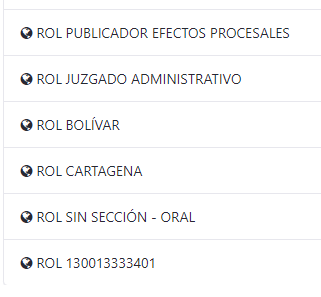 ROL PUBLICADOR EFECTOS PROCESALES
ROL JUZGADO ADMINISTRATIVO
ROL BOLÍVAR
ROL CARTAGENA
ROL SIN SECCIÓN - ORAL
ROL 130013333401